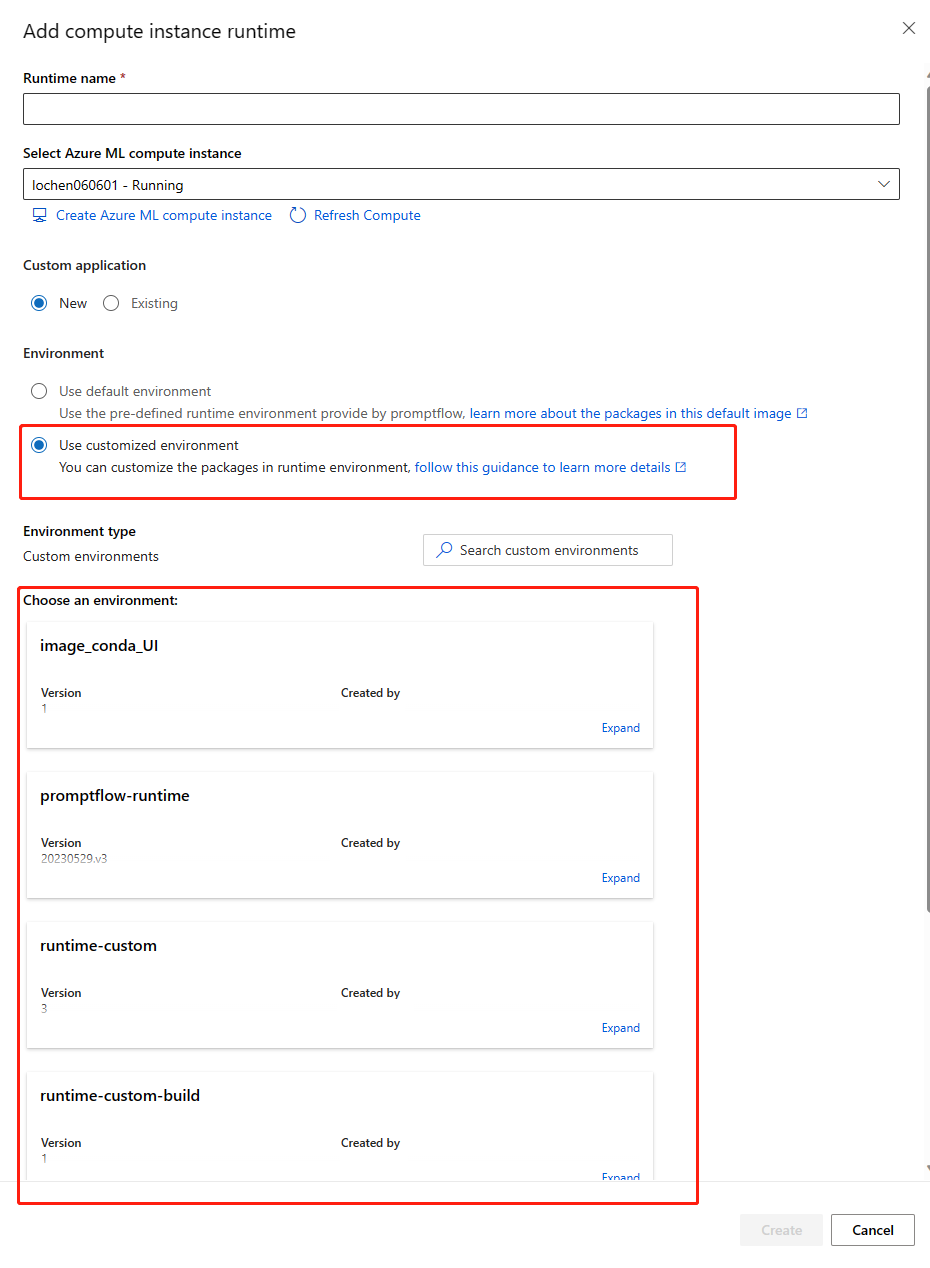 Add compute instance runtime
Runtime name *
Select Azure ML compute instance
lochen060601 - Running
Create Azure ML compute instance Refresh Compute
Custom application
New Existing
Environment
Use default environment
Use the pre-defined runtime environment provide by promptflow, learn more about the packages in this default image
Use customized environment
You can customize the packages in runtime environment, follow this guidance to learn more details
Environment type
Custom environments
Search custom environments
Choose an environment:
image_conda_UI
Version Created by
1
Expand
promptflow-runtime
Version Created by
20230529.v3
Expand
runtime-custom
Version Created by
3
Expand
runtime-custom-build
Version Created by
1
Expand
Create Cancel